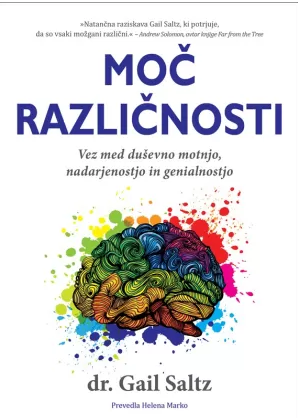 »Natančna raziskava Gail Saltz, ki potrjuje,
da so vsaki možgani različni.« – Andrew Solomon, avtor knjige Far from the Tree
MOČ
RAZLIČNOSTI
Vez med duševno motnjo,
nadarjenostjo in genialnostjo
dr. Gail Saltz
Prevedla Helena Marko